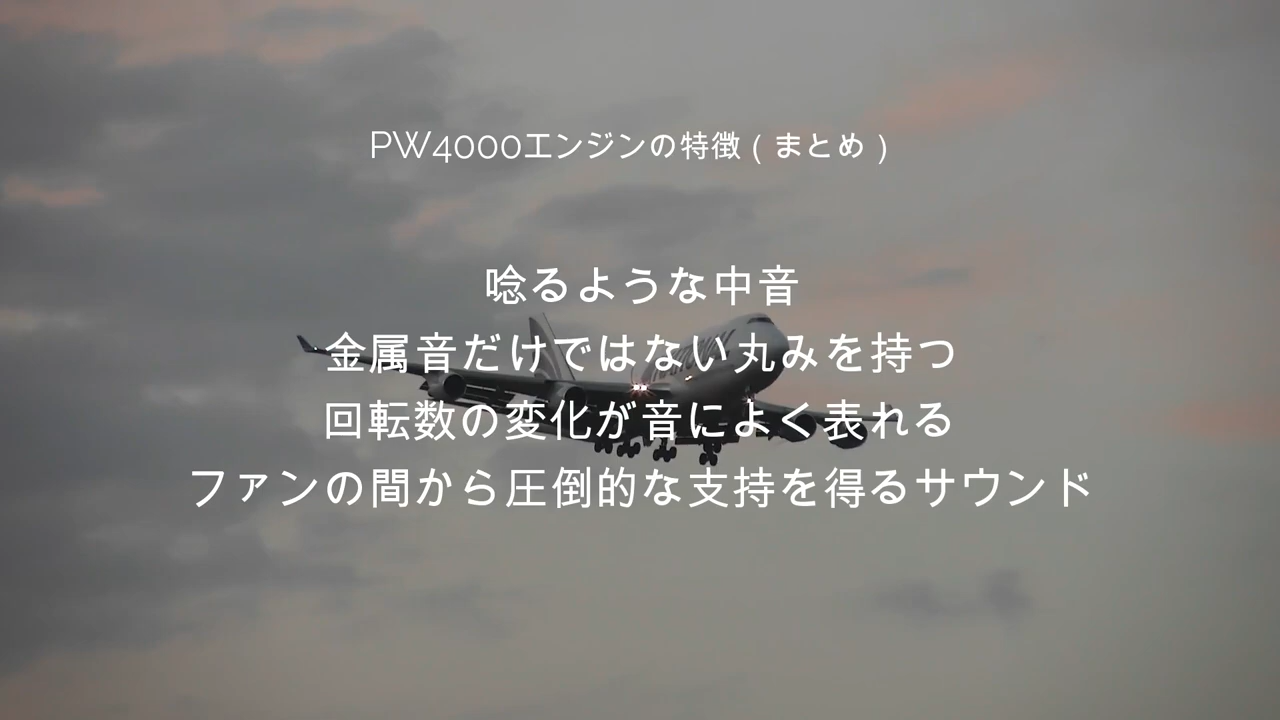 PW4000エンジンの特徴（まとめ）
唸るような中音
金属音だけではない丸みを持つ
回転数の変化が音によく表れる
ファンの間から圧倒的な支持を得るサウンド